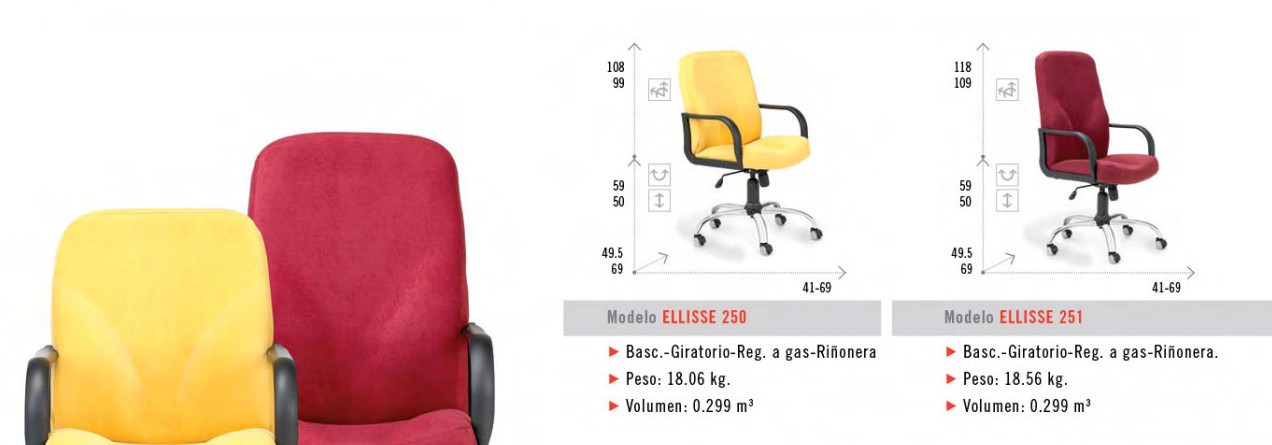 108
99
59
50
49.5
69
41-69
Modelo ELLISSE 250
► Basc.-Giratorio-Reg. a gas-Riñonera
► Peso: 18.06 kg.
► Volumen: 0.299 m³
118
109
59
50
49.5
69
41-69
Modelo ELLISSE 251
► Basc.-Giratorio-Reg. a gas-Riñonera.
► Peso: 18.56 kg.
► Volumen: 0.299 m³